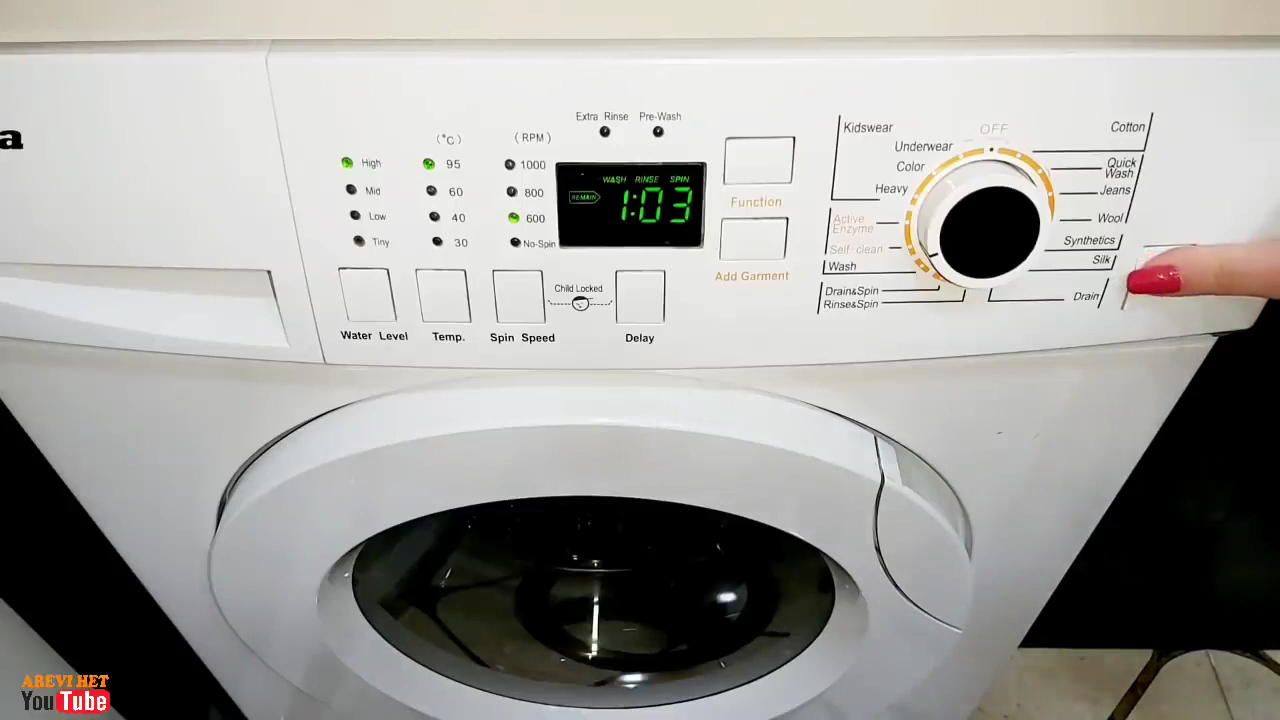 a
Extra Rinse
Pre-Wash
(°C)
(RPM)
High
95
1000
Mid
60
800
Low
40
600
Tiny
30
No-Spin
WASH RINSE SPIN
REMAIN
1:03
Function
Add Garment
Child Locked
Water Level
Temp.
Spin Speed
Delay
OFF
Kidswear
Underwear
Color
Heavy
Active
Enzyme
Self-clean
Wash
Drain&Spin
Rinse&Spin
Cotton
Quick
Wash
Jeans
Wool
Synthetics
Silk
Drain
AREVI HET
YouTube